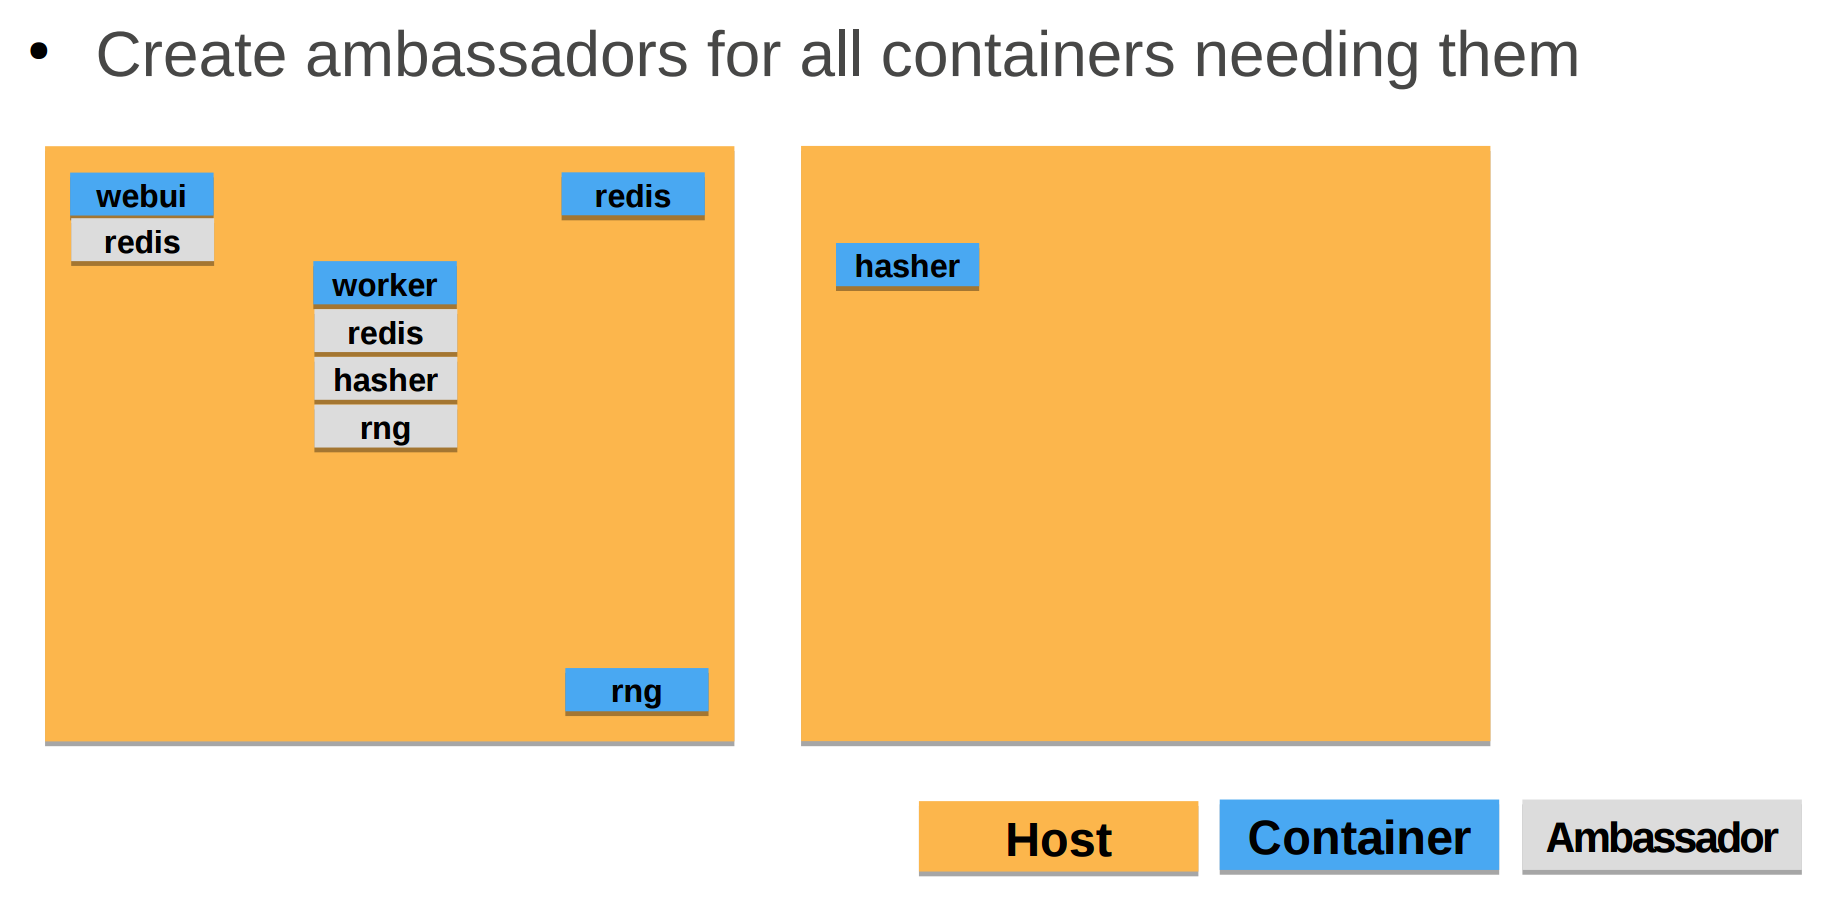 • Create ambassadors for all containers needing them
webui
redis
worker
redis
hasher
rng
redis
rng
hasher
Host
Container
Ambassador